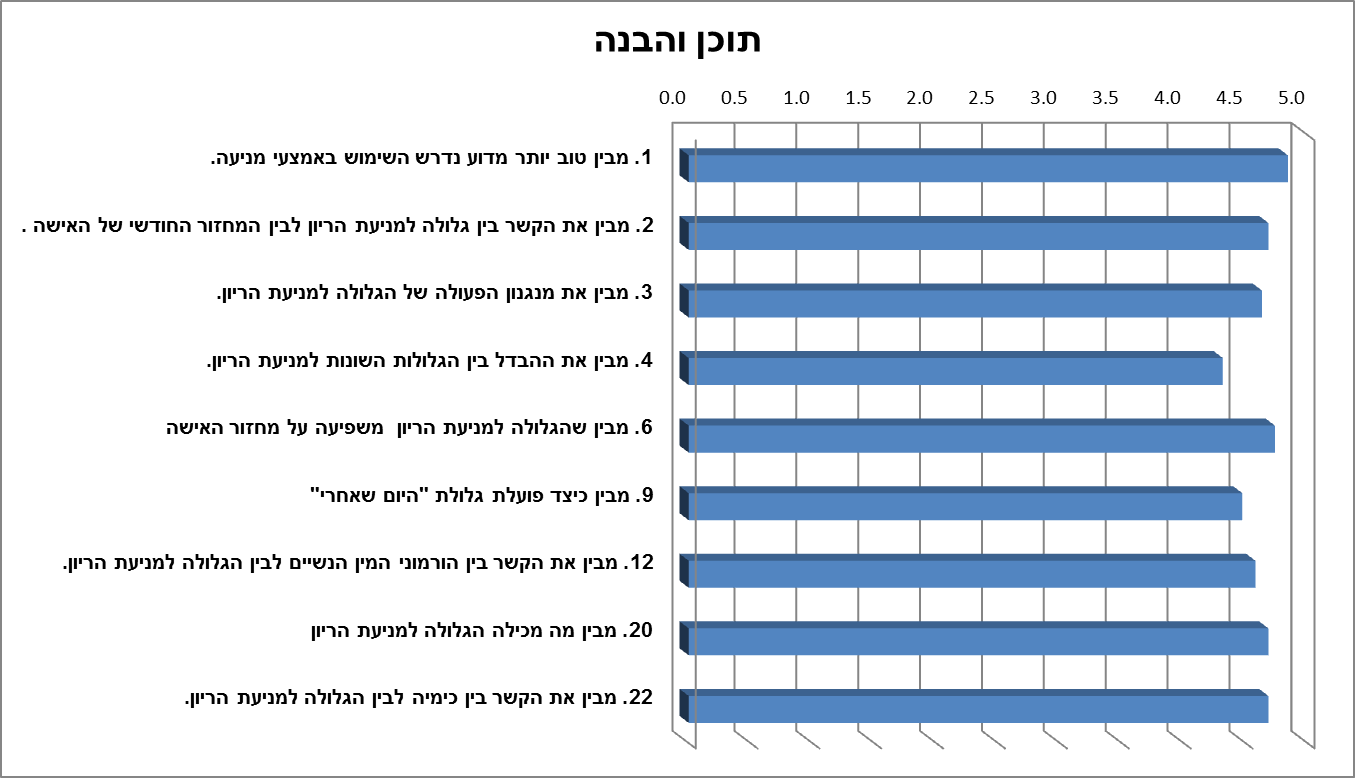 תוכן והבנה
0.0 0.5 1.0 1.5 2.0 2.5 3.0 3.5 4.0 4.5 5.0
1. מבין טוב יותר מדוע נדרש השימוש באמצעי מניעה.
2. מבין את הקשר בין גלולה למניעת הריון לבין המחזור החודשי של האישה .
3. מבין את מנגנון הפעולה של הגלולה למניעת הריון.
4. מבין את ההבדל בין הגלולות השונות למניעת הריון.
6. מבין שהגלולה למניעת הריון  משפיעה על מחזור האישה
9. מבין כיצד פועלת גלולת "היום שאחרי"
12. מבין את הקשר בין הורמוני המין הנשיים לבין הגלולה למניעת הריון.
20. מבין מה מכילה הגלולה למניעת הריון
22. מבין את הקשר בין כימיה לבין הגלולה למניעת הריון.